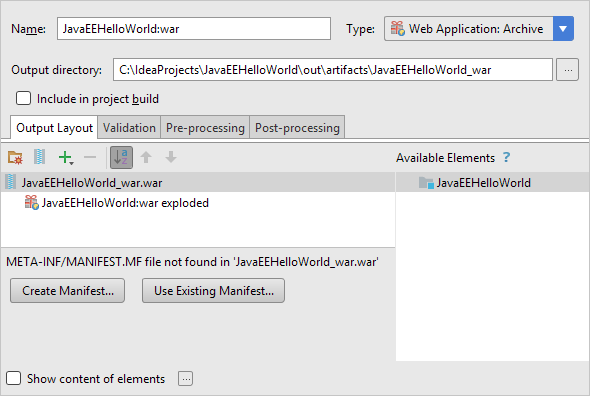 Name: JavaEEHelloWorld:war Type: Web Application: Archive
Output directory: C:\IdeaProjects\JavaEEHelloWorld\out\artifacts\JavaEEHelloWorld_war ...
Include in project build
Output Layout Validation Pre-processing Post-processing
Available Elements ?
JavaEEHelloWorld_war.war JavaEEHelloWorld
JavaEEHelloWorld:war exploded
META-INF/MANIFEST.MF file not found in 'JavaEEHelloWorld_war.war'
Create Manifest... Use Existing Manifest...
Show content of elements ...